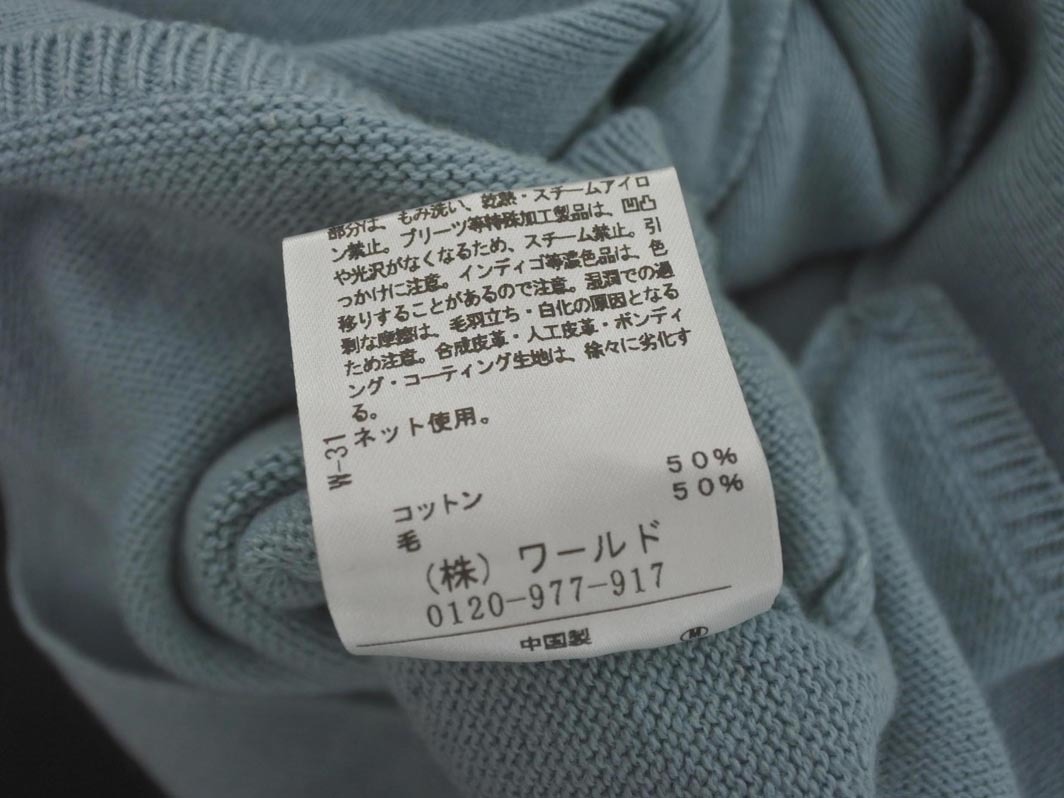 部分は、もみ洗い、乾熱・スチームアイロ
ン禁止。プリーツ等特殊加工製品は、凹凸
や光沢がなくなるため、スチーム禁止。引
っかけに注意。インディゴ等濃色品は、色
移りすることがあるので注意。湿潤での過
剰な摩擦は、毛羽立ち・白化の原因となる
ため注意。合成皮革・人工皮革・ボンディ
ング・コーティング生地は、徐々に劣化す
る。
ネット使用。
W-31
コットン 50%
毛 50%
(株) ワールド
0120-977-917
中国製 M